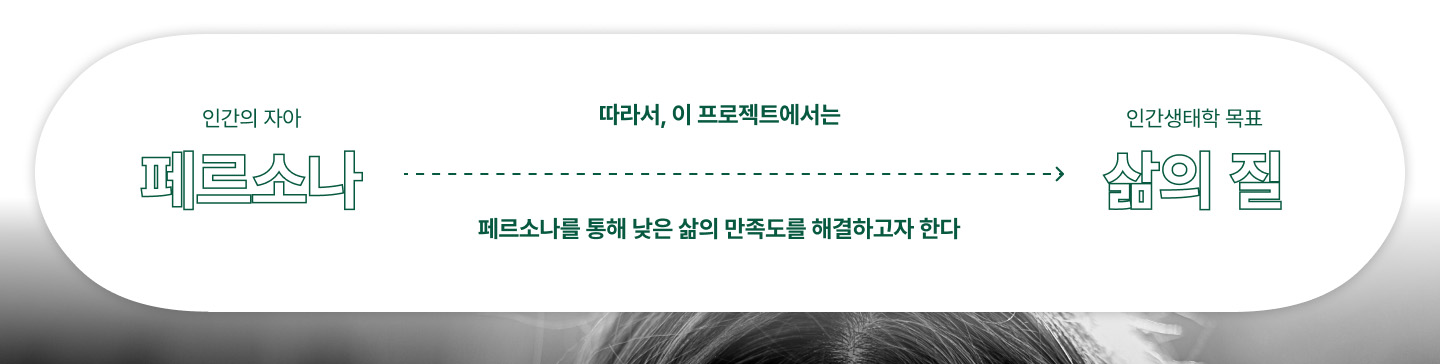 인간의 자아
페르소나
따라서, 이 프로젝트에서는
페르소나를 통해 낮은 삶의 만족도를 해결하고자 한다
인간생태학 목표
삶의 질